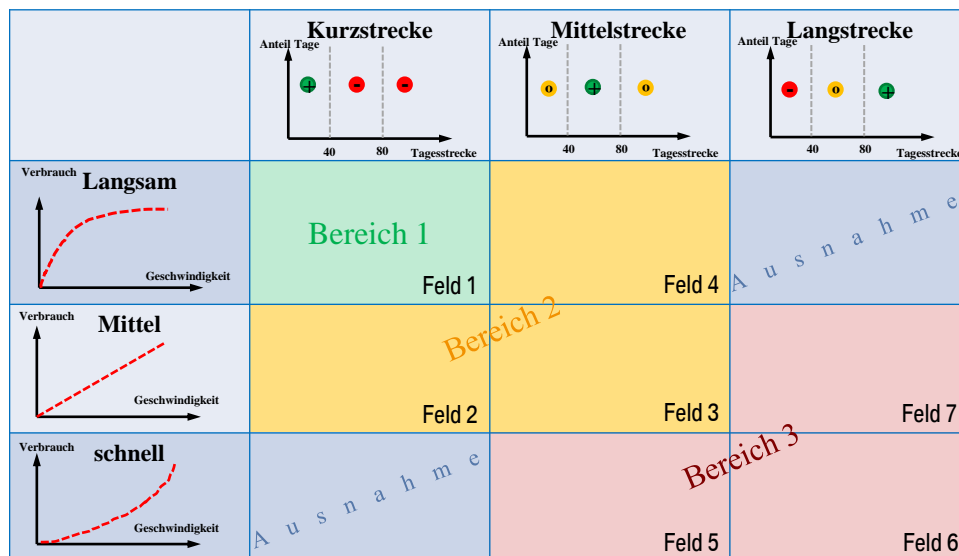 Kurzstrecke
Anteil Tage
+
-
-
40
80
Tagesstrecke
Mittelstrecke
Anteil Tage
o
+
o
40
80
Tagesstrecke
Langstrecke
Anteil Tage
-
o
+
40
80
Tagesstrecke
Verbrauch
Langsam
Geschwindigkeit
Bereich 1
Feld 1
Feld 4
Ausnahme
Verbrauch
Mittel
Geschwindigkeit
Bereich 2
Feld 2
Feld 3
Feld 7
Verbrauch
schnell
Geschwindigkeit
Ausnahme
Bereich 3
Feld 5
Feld 6